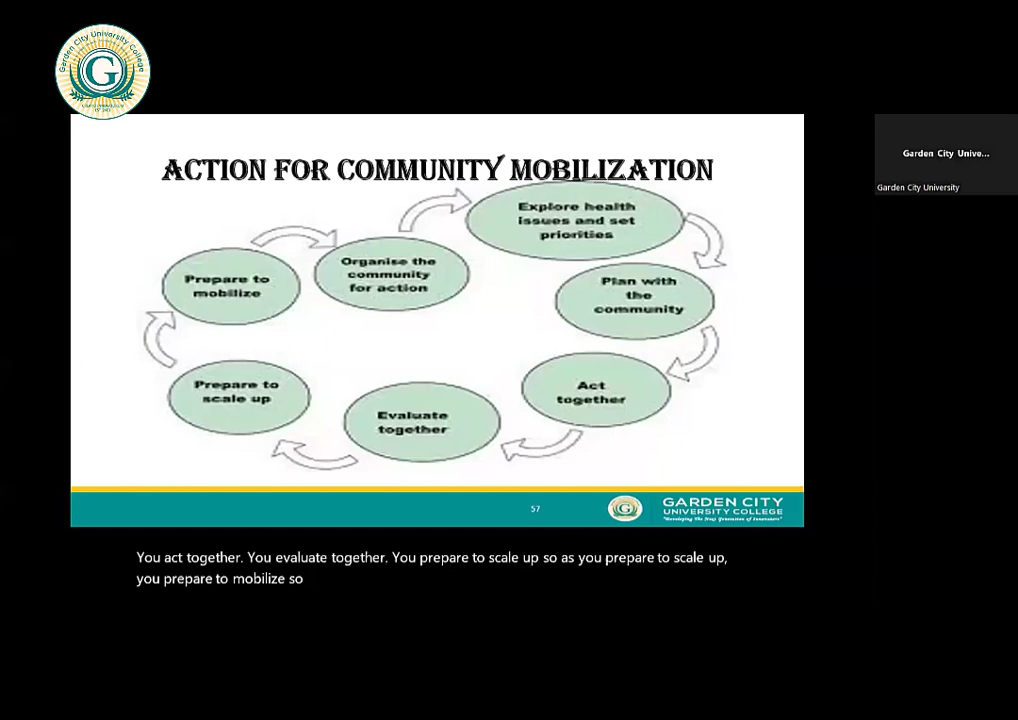 Garden City University College
G
ACTION FOR COMMUNITY MOBILIZATION
Explore health
issues and set
priorities
Organise the
community
for action
Prepare to
mobilize
Plan with
the
community
Act
together
Evaluate
together
Prepare to
scale up
57
G
GARDEN CITY
UNIVERSITY COLLEGE
Garden City Unive...
Garden City University
You act together. You evaluate together. You prepare to scale up so as you prepare to scale up,
you prepare to mobilize so